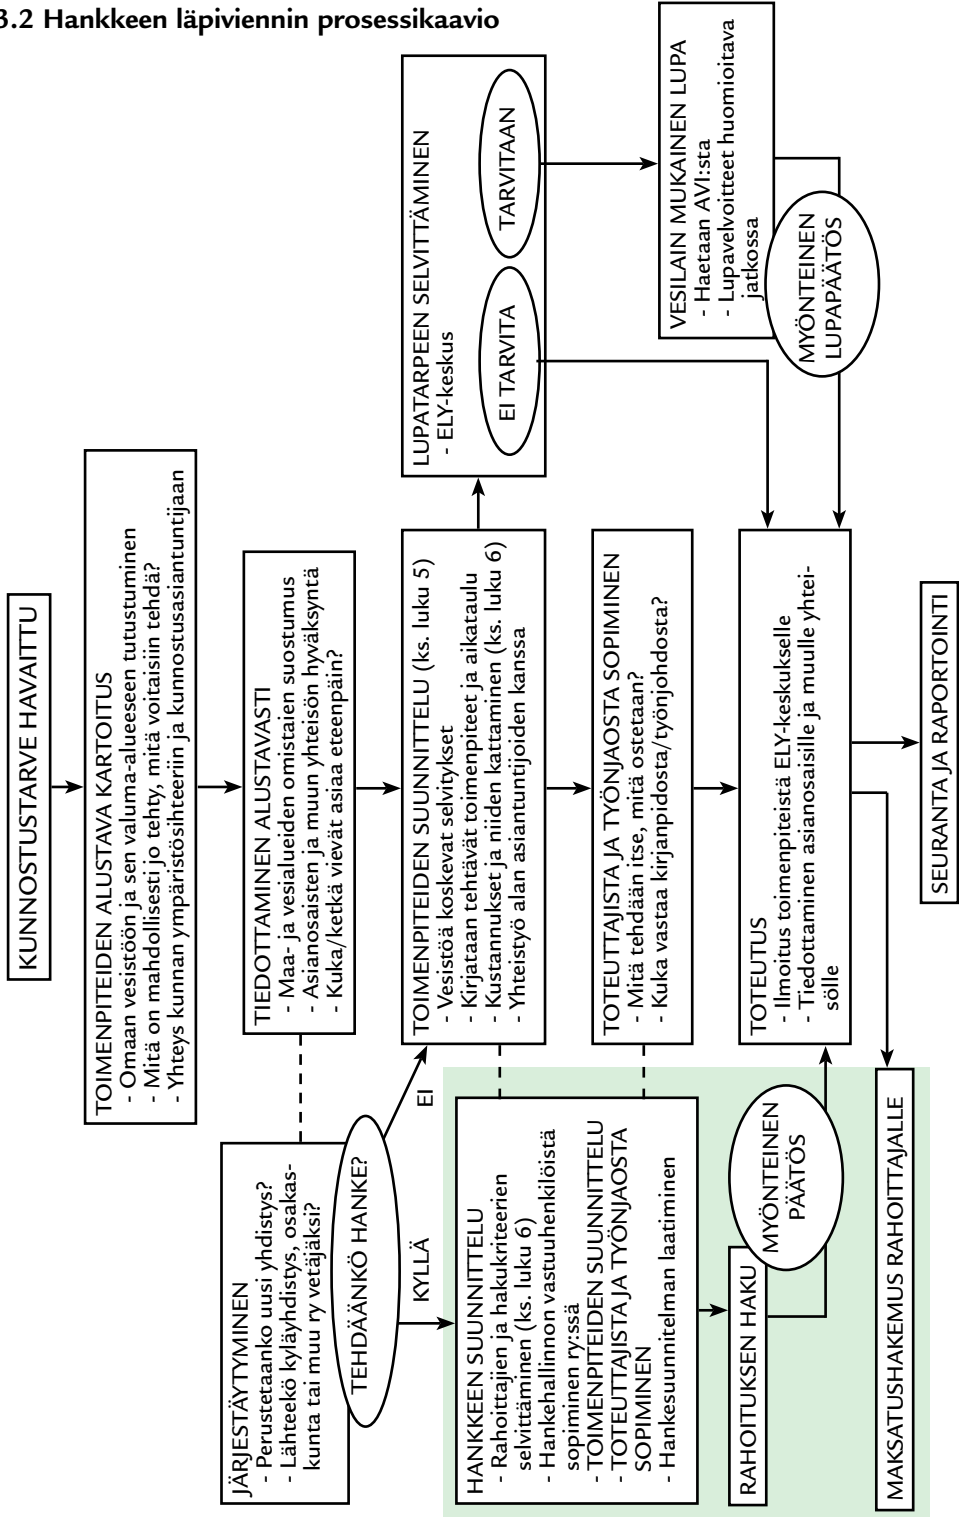 3.2 Hankkeen läpiviennin prosessikaavio
KUNNOSTUSTARVE HAVAITTU
TOIMENPITEIDEN ALUSTAVA KARTOITUS
- Omaan vesistöön ja sen valuma-alueeseen tutustuminen
- Mitä on mahdollisesti jo tehty, mitä voitaisiin tehdä?
- Yhteys kunnan ympäristösihteeriin ja kunnostusasiantuntijaan
JÄRJESTÄYTYMINEN
- Perustetaanko uusi yhdistys?
- Lähteekö kyläyhdistys, osakas-
kunta tai muu ry vetäjäksi?
TEHDÄÄNKÖ HANKE?
KYLLÄ
EI
TIEDOTTAMINEN ALUSTAVASTI
- Maa- ja vesialueiden omistaien suostumus
- Asianosaisten ja muun yhteisön hyväksyntä
- Kuka/ketkä vievät asiaa eteenpäin?
TOIMENPITEIDEN SUUNNITTELU (ks. luku 5)
- Vesistöä koskevat selvitykset
- Kirjataan tehtävät toimenpiteet ja aikataulu
- Kustannukset ja niiden kattaminen (ks. luku 6)
- Yhteistyö alan asiantuntijoiden kanssa
LUPATARPEEN SELVITTÄMINEN
- ELY-keskus
EI TARVITA
TARVITAAN
HANKKEEN SUUNNITTELU
- Rahoittajien ja hakukriteerien
selvittäminen (ks. luku 6)
- Hankehallinnon vastuuhenkilöistä
sopiminen ry:ssä
- TOIMENPITEIDEN SUUNNITTELU
- TOTEUTTAJISTA JA TYÖNJAOSTA
SOPIMINEN
- Hankesuunnitelman laatiminen
TOTEUTTAJISTA JA TYÖNJAOSTA SOPIMINEN
- Mitä tehdään itse, mitä ostetaan?
- Kuka vastaa kirjanpidosta/työnjohdosta?
VESILAIN MUKAINEN LUPA
- Haetaan AVI:sta
- Lupavelvoitteet huomioitava
jatkossa
MYÖNTEINEN
LUPAPÄÄTÖS
RAHOITUKSEN HAKU
MYÖNTEINEN
PÄÄTÖS
TOTEUTUS
- Ilmoitus toimenpiteistä ELY-keskukselle
- Tiedottaminen asianosaisille ja muulle yhtei-
sölle
MAKSATUSHAKEMUS RAHOITTAJALLE
SEURANTA JA RAPORTOINTI